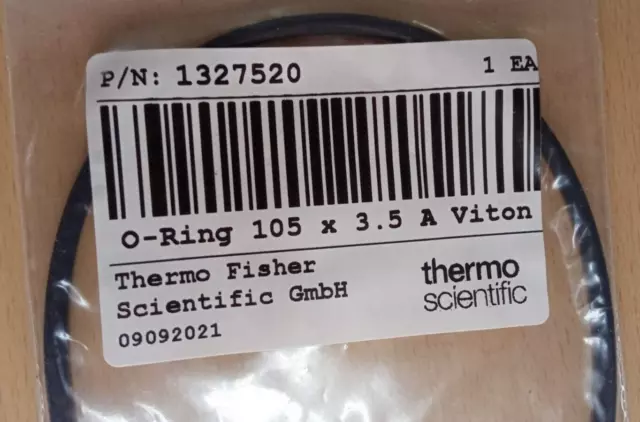 P/N: 1327520 1 EA
O-Ring 105 x 3.5 A Viton
Thermo Fisher
Scientific GmbH
09092021
thermo
scientific